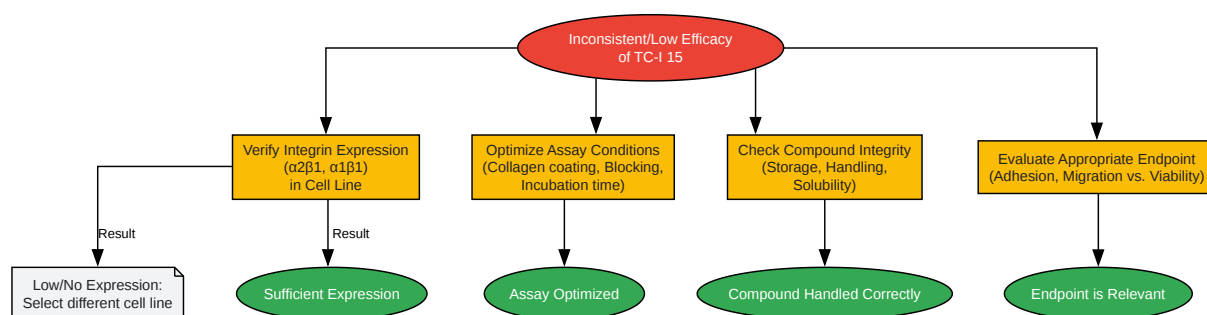 Inconsistent/Low Efficacy
of TC-I 15
Verify Integrin Expression
(α2β1, α1β1)
in Cell Line
Optimize Assay Conditions
(Collagen coating, Blocking,
Incubation time)
Check Compound Integrity
(Storage, Handling,
Solubility)
Evaluate Appropriate Endpoint
(Adhesion, Migration vs. Viability)
Result
Result
Low/No Expression:
Select different cell line
Sufficient Expression
Assay Optimized
Compound Handled Correctly
Endpoint is Relevant